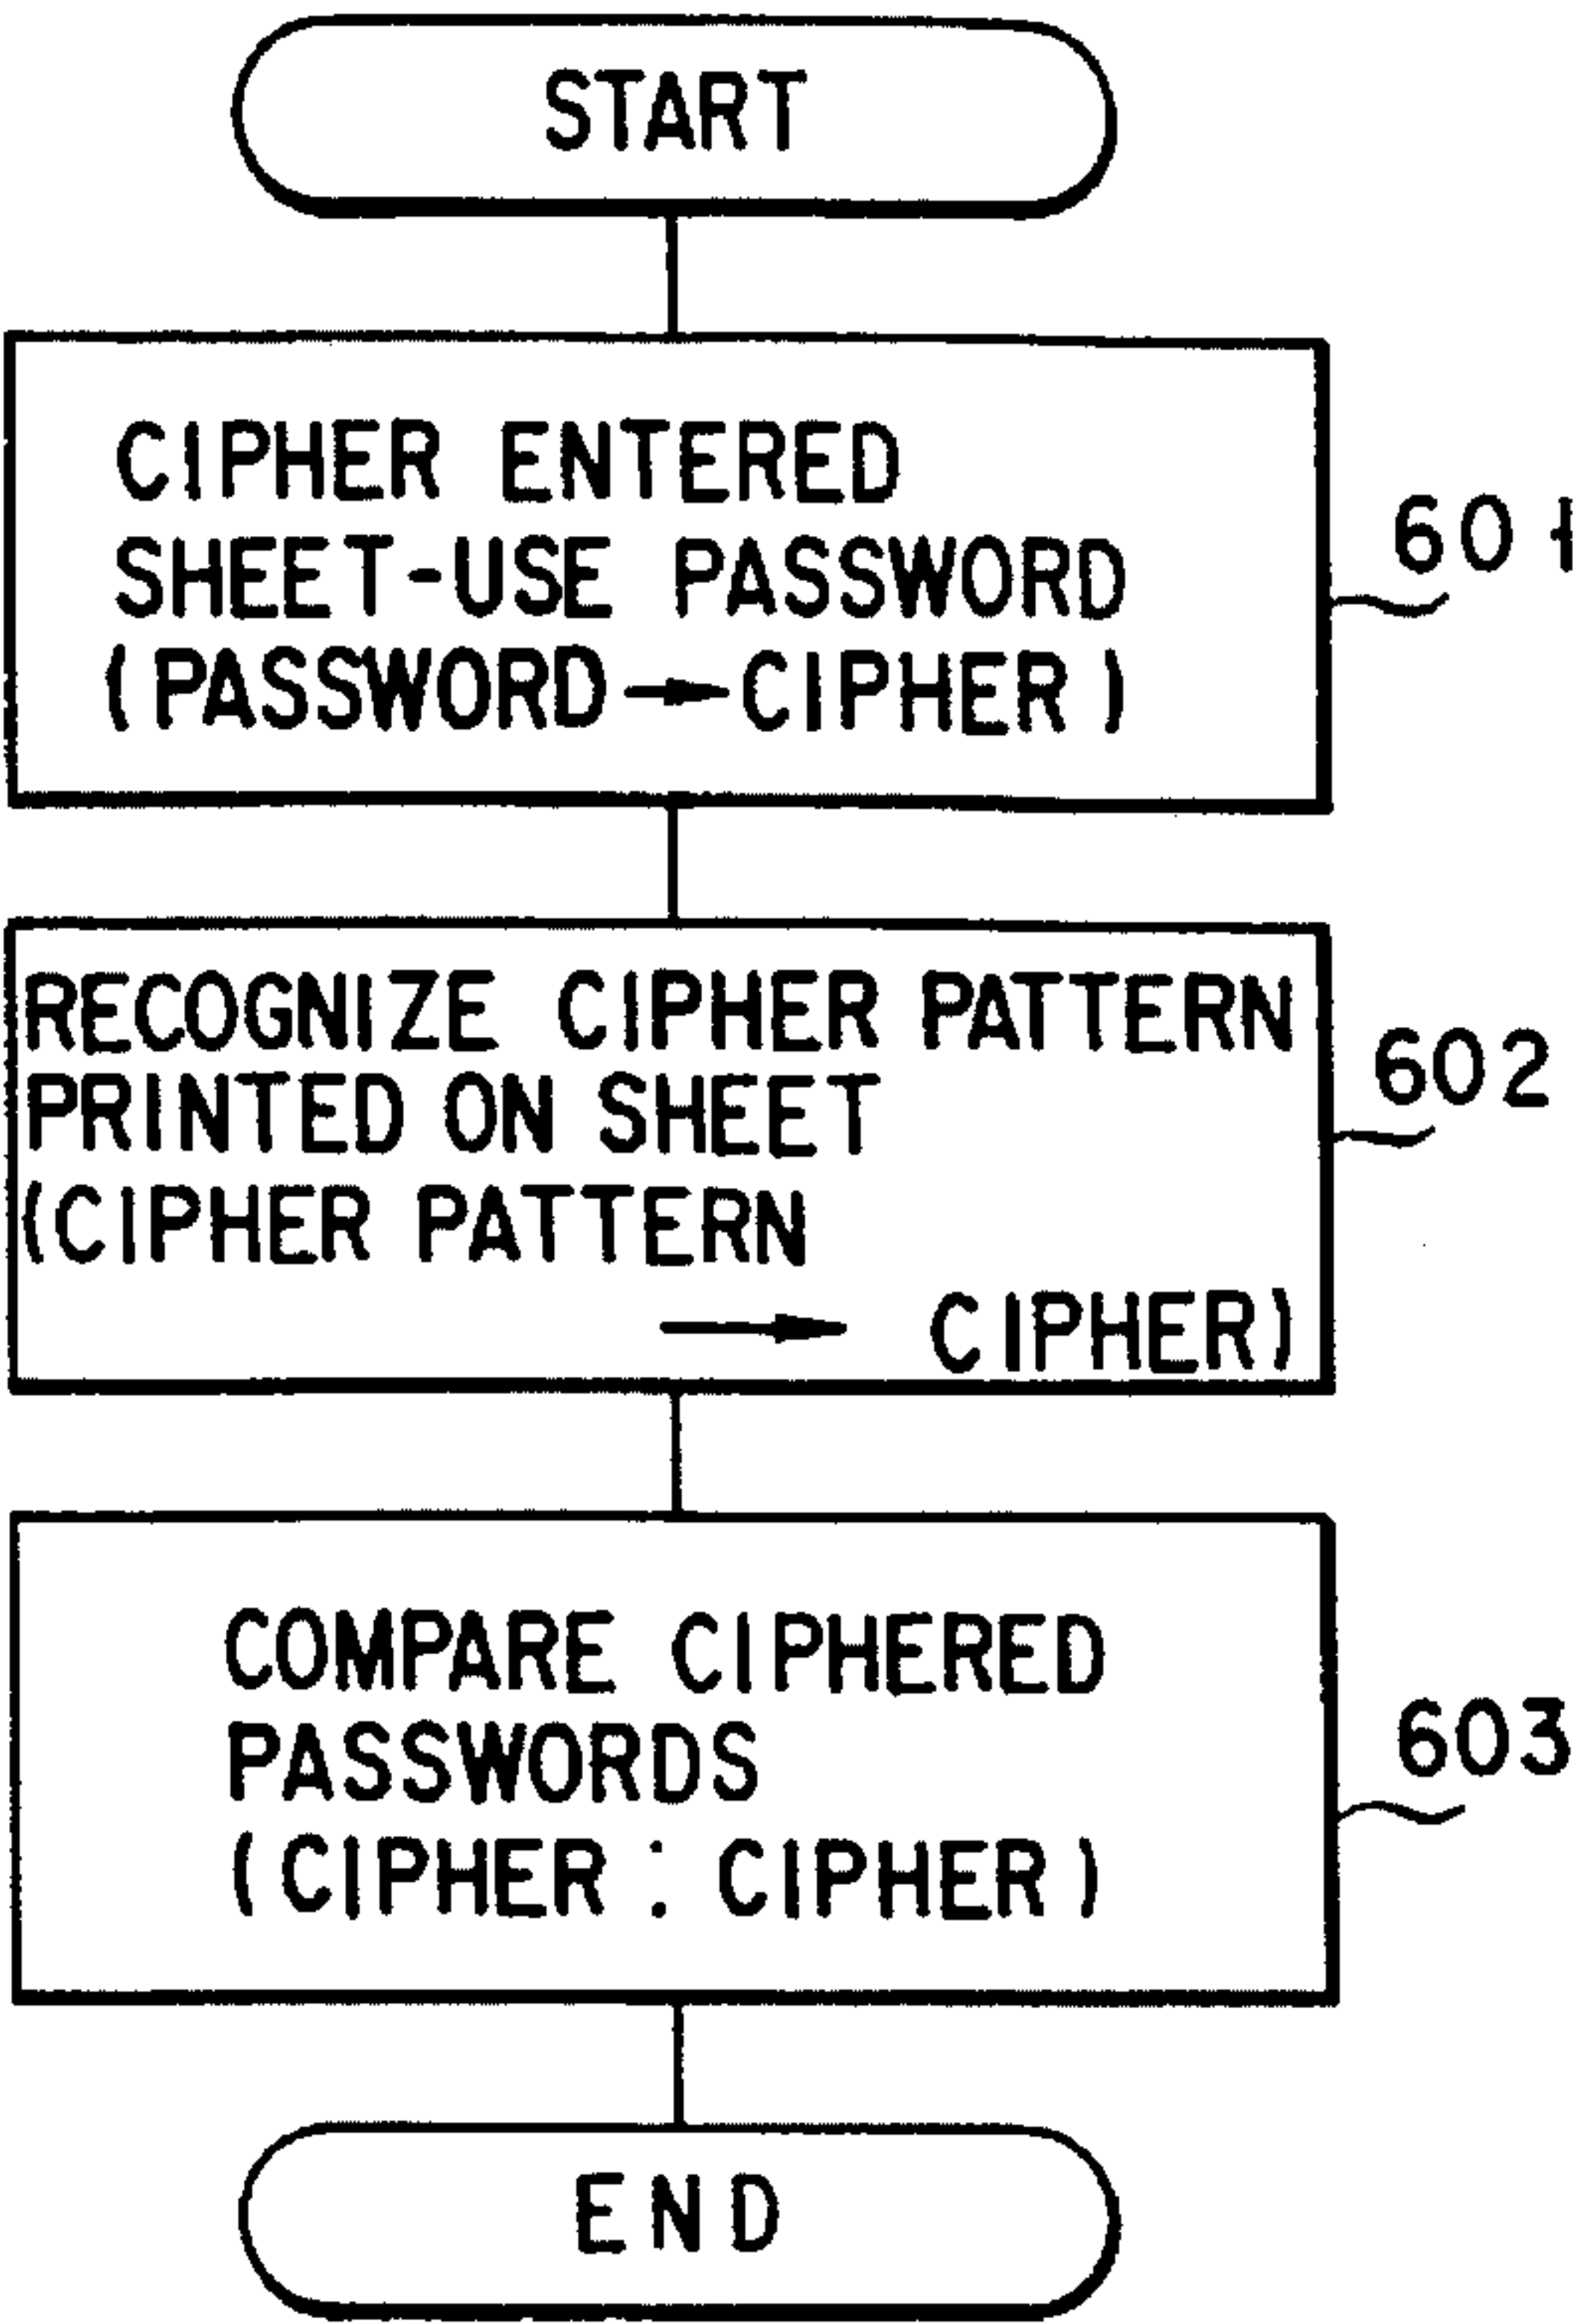 START
CIPHER ENTERED
SHEET-USE PASSWORD
(PASSWORD→CIPHER)
601
RECOGNIZE CIPHER PATTERN
PRINTED ON SHEET
(CIPHER PATTERN
→ CIPHER)
602
COMPARE CIPHERED
PASSWORDS
(CIPHER : CIPHER)
603
END